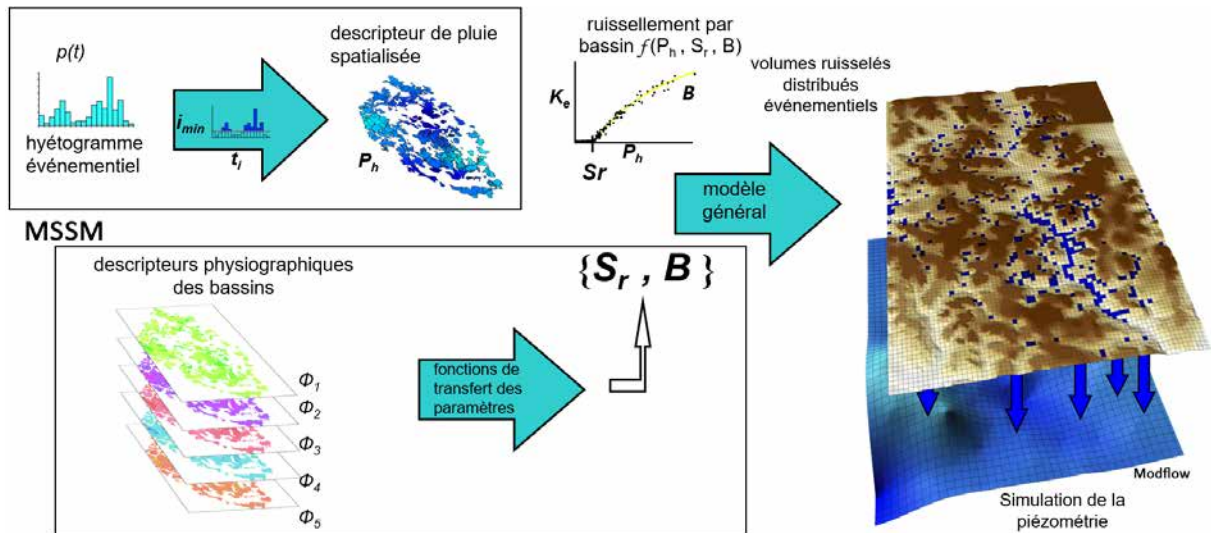 p(t)
hyétogramme
événementiel
i_min
t_i
descripteur de pluie
spatialisée
P_h
ruissellement par
bassin f(P_h , S_r , B)
K_e
B
P_h
Sr
volumes ruisselés
distribués
événementiels
modèle
général
MSSM
descripteurs physiographiques
des bassins
Φ_1
Φ_2
Φ_3
Φ_4
Φ_5
fonctions de
transfert des
paramètres
{S_r , B }
Modflow
Simulation de la
piézométrie